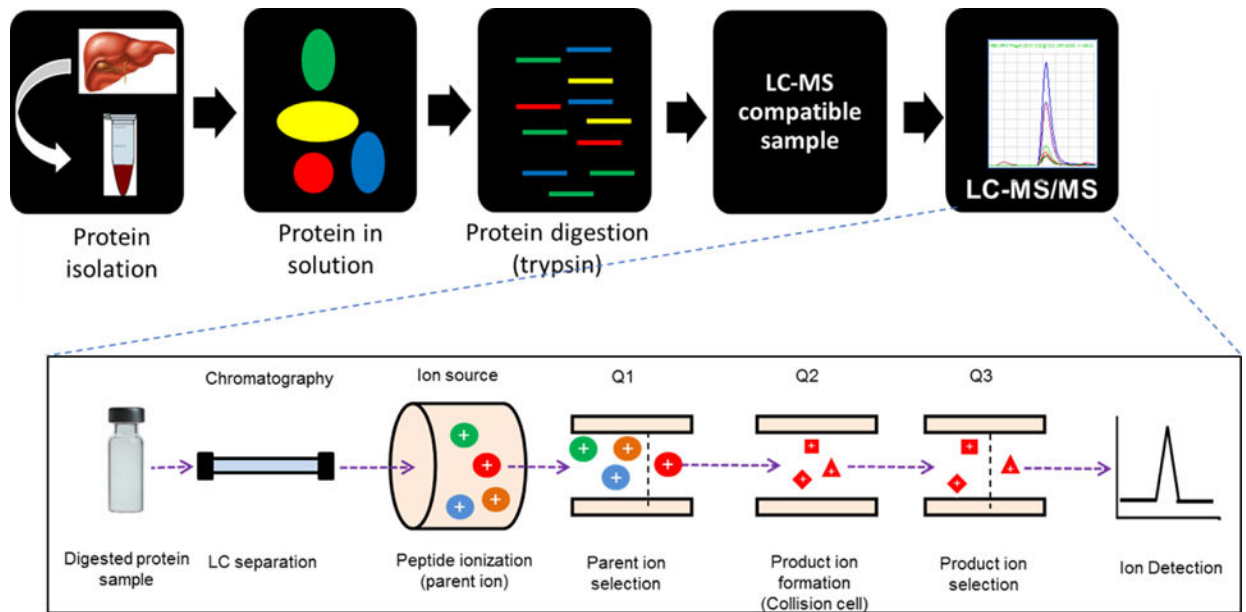 LC-MS
compatible
sample
LC-MS/MS
Protein
isolation
Protein in
solution
Protein digestion
(trypsin)
Chromatography
Ion source
Q1
Q2
Q3
+ + + + +
+ + + +
+ + +
+ + +
Digested protein
sample
LC separation
Peptide ionization
(parent ion)
Parent ion
selection
Product ion
formation
(Collision cell)
Product ion
selection
Ion Detection